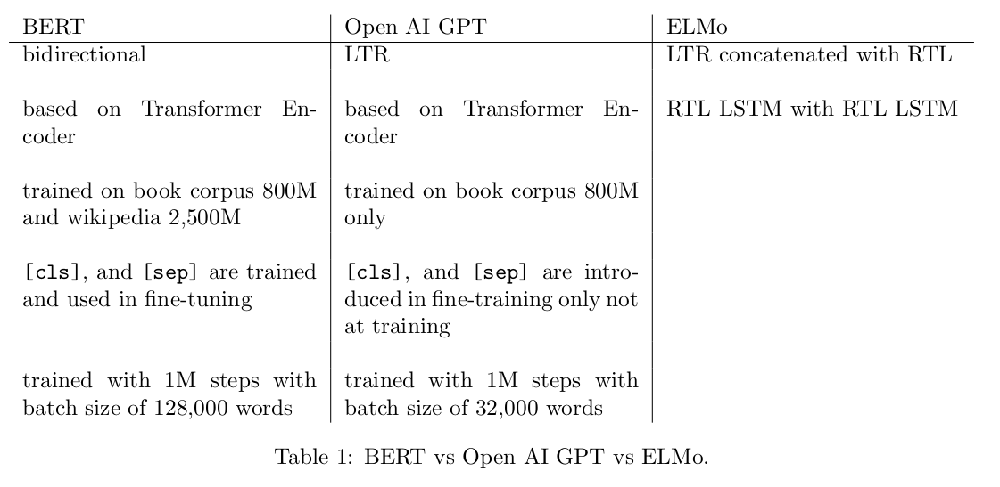 BERT Open AI GPT ELMo
bidirectional LTR LTR concatenated with RTL
based on Transformer En- based on Transformer En- RTL LSTM with RTL LSTM
coder coder
trained on book corpus 800M trained on book corpus 800M
and wikipedia 2,500M only
[cls], and [sep] are trained [cls], and [sep] are intro-
and used in fine-tuning duced in fine-training only not
at training
trained with 1M steps with trained with 1M steps with
batch size of 128,000 words batch size of 32,000 words
Table 1: BERT vs Open AI GPT vs ELMo.